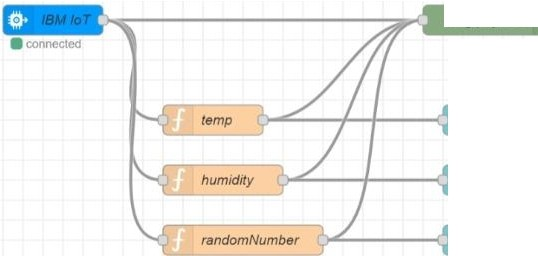 IBM IoT
connected
temp
humidity
randomNumber